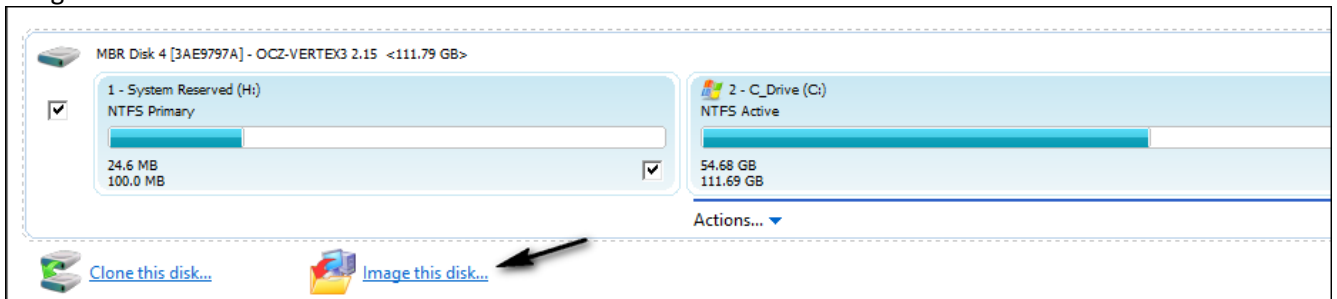 MBR Disk 4 [3AE9797A] - OCZ-VERTEX3 2.15 <111.79 GB>
1 - System Reserved (H:)
NTFS Primary
24.6 MB
100.0 MB
2 - C_Drive (C:)
NTFS Active
54.68 GB
111.69 GB
Actions...
Clone this disk...
Image this disk...